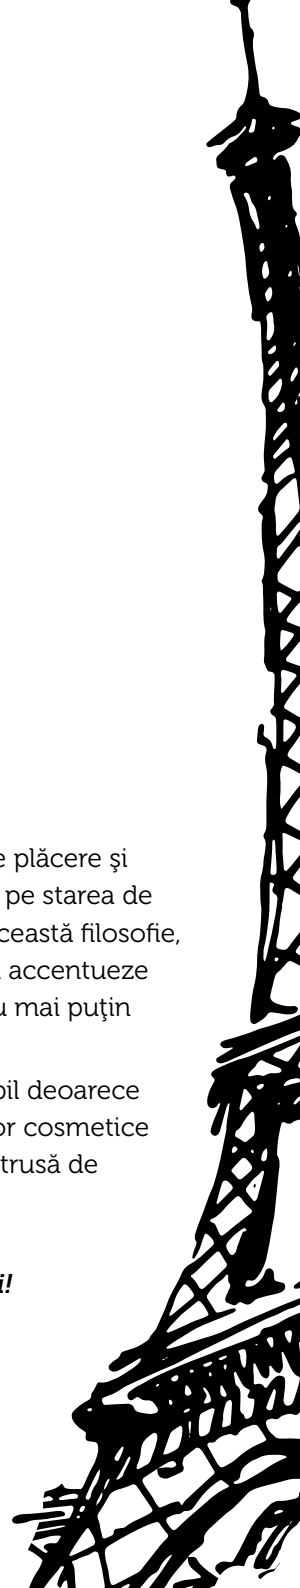 e plăcere şi
pe starea de
ceastă filosofie,
accentueze
u mai puţin
bil deoarece
or cosmetice
trusă de
i!